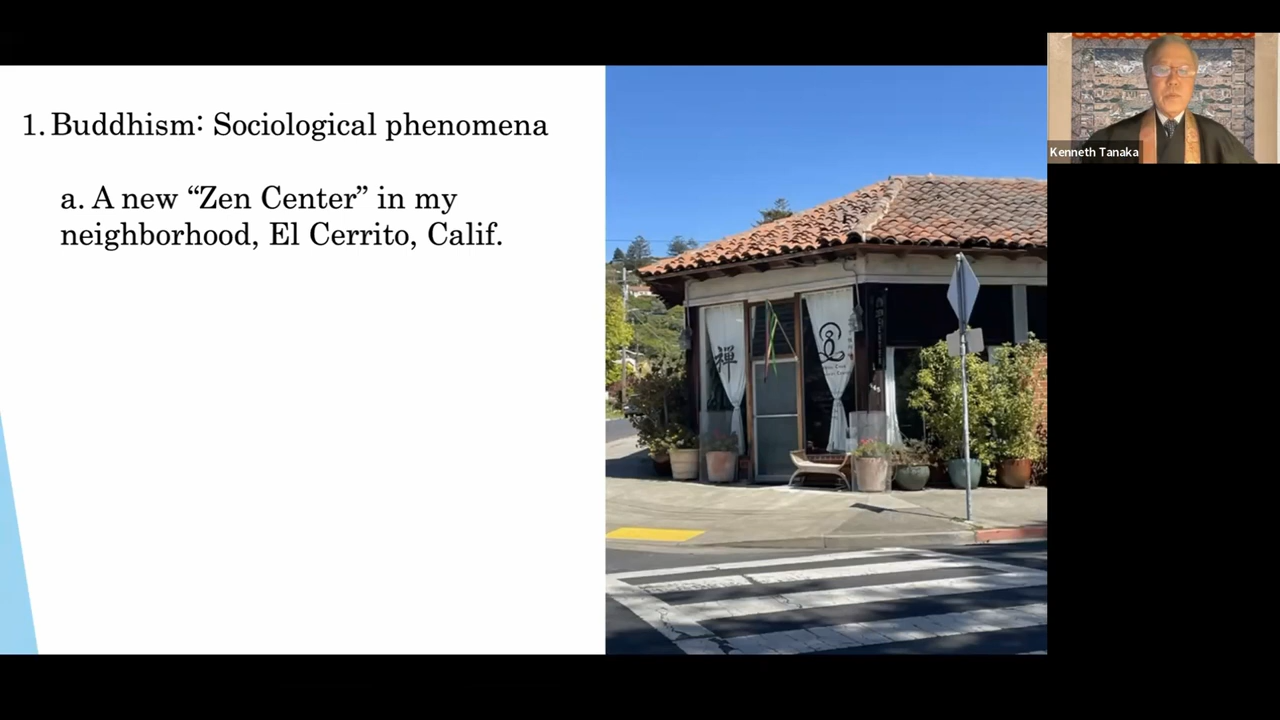 1. Buddhism: Sociological phenomena
a. A new “Zen Center” in my
neighborhood, El Cerrito, Calif.
禅
Kenneth Tanaka